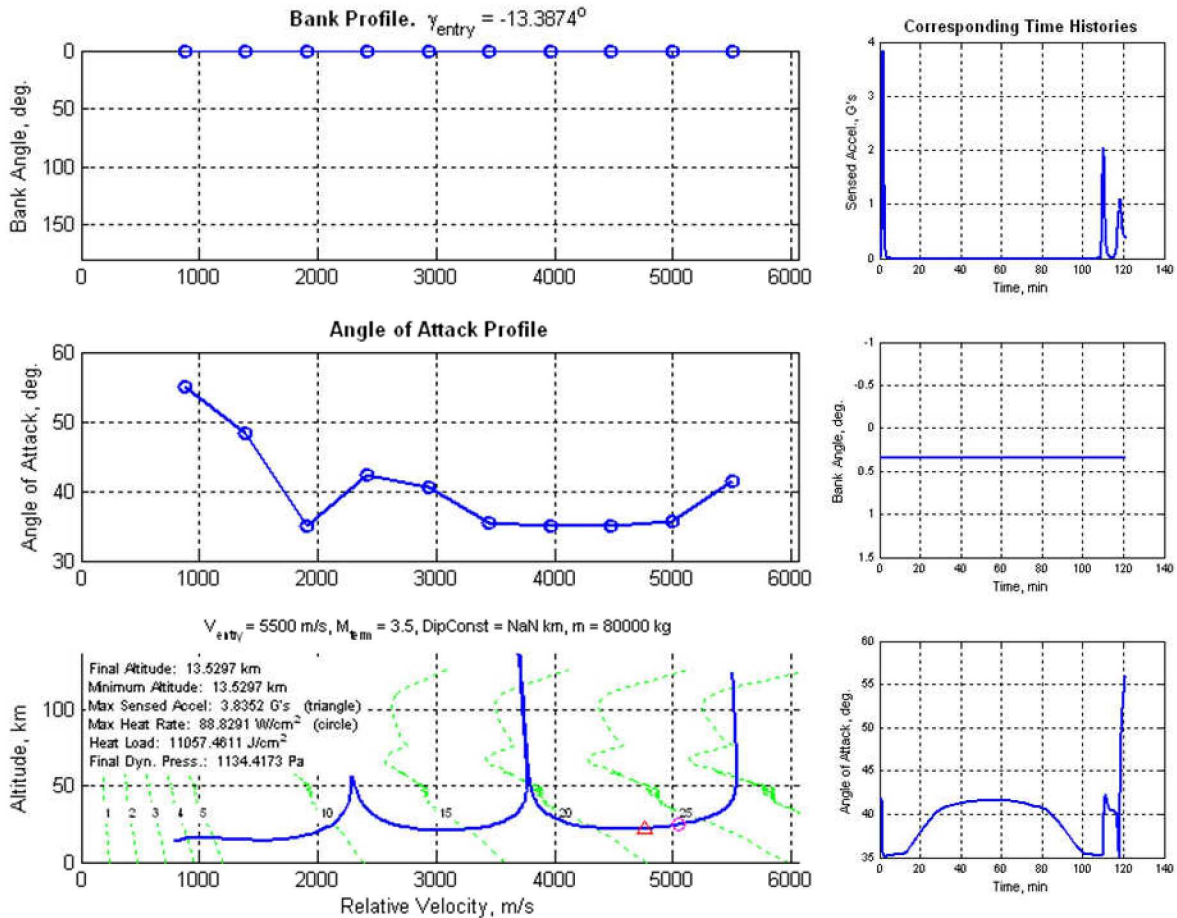 Bank Profile. γentry = -13.3874o
0
50
100
150
Bank Angle, deg.
0 1000 2000 3000 4000 5000 6000
Angle of Attack Profile
60
50
40
30
Angle of Attack, deg.
0 1000 2000 3000 4000 5000 6000
Ventry = 5500 m/s, Mterm = 3.5, DipConst = NaN km, m = 80000 kg
Final Altitude: 13.5297 km
Minimum Altitude: 13.5297 km
Max Sensed Accel: 3.8352 G's (triangle)
Max Heat Rate: 88.8291 W/cm2 (circle)
Heat Load: 11057.4611 J/cm2
Final Dyn. Press.: 1134.4173 Pa
100
50
0
Altitude, km
1 2 3 4 5 10 15 20 25
0 1000 2000 3000 4000 5000 6000
Relative Velocity, m/s
Corresponding Time Histories
4
3
2
1
0
Sensed Accel., G's
0 20 40 60 80 100 120 140
Time, min
-1
-0.5
0
0.5
1
1.5
Bank Angle, deg.
0 20 40 60 80 100 120 140
Time, min
60
55
50
45
40
35
Angle of Attack, deg.
0 20 40 60 80 100 120 140
Time, min